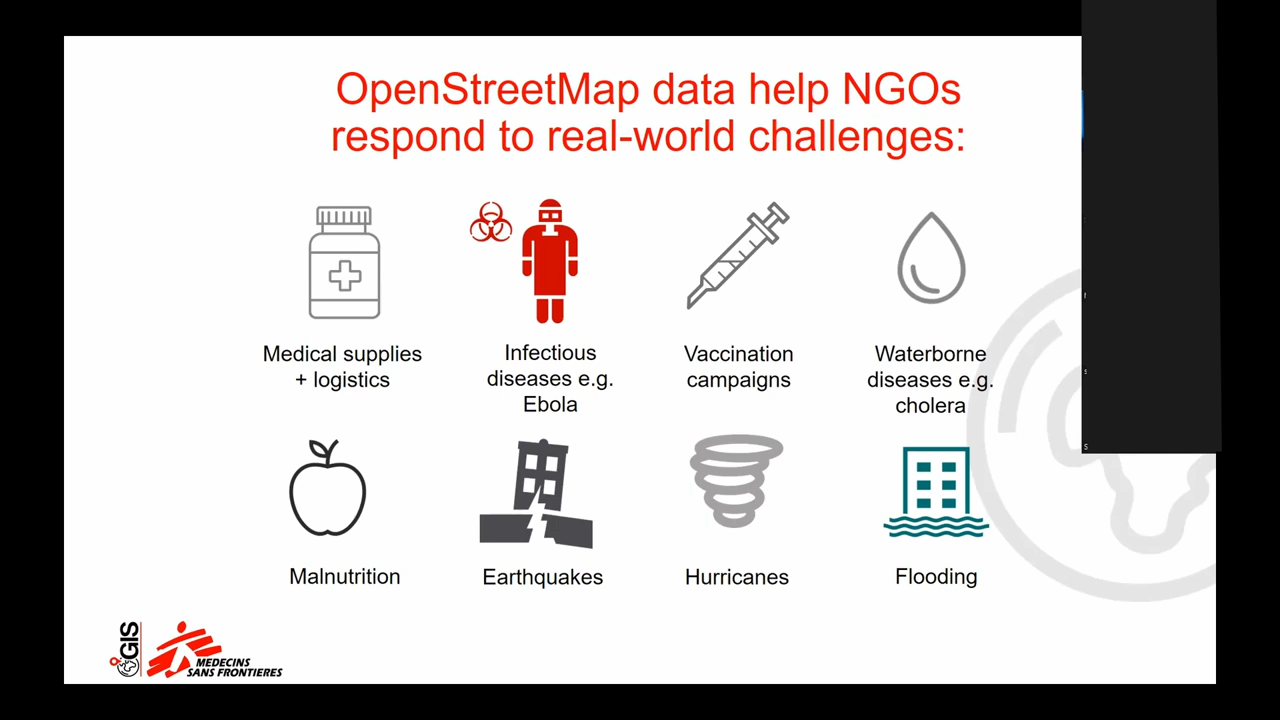 OpenStreetMap data help NGOs
respond to real-world challenges:
Medical supplies
+ logistics
Infectious
diseases e.g.
Ebola
Vaccination
campaigns
Waterborne
diseases e.g.
cholera
Malnutrition
Earthquakes
Hurricanes
Flooding
GIS
MEDECINS
SANS FRONTIERES